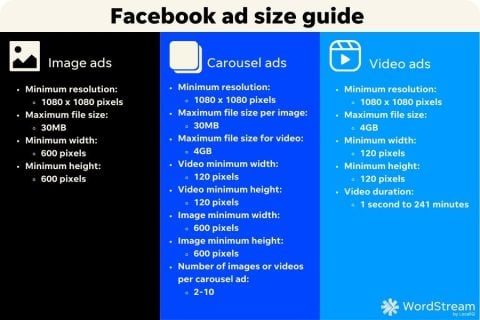 Facebook ad size guide
Image ads
Minimum resolution:
1080 x 1080 pixels
Maximum file size:
30MB
Minimum width:
600 pixels
Minimum height:
600 pixels
Carousel ads
Minimum resolution:
1080 x 1080 pixels
Maximum file size per image:
30MB
Maximum file size for video:
4GB
Video minimum width:
120 pixels
Video minimum height:
120 pixels
Image minimum width:
600 pixels
Image minimum height:
600 pixels
Number of images or videos
per carousel ad:
2-10
Video ads
Minimum resolution:
1080 x 1080 pixels
Maximum file size:
4GB
Minimum width:
120 pixels
Minimum height:
120 pixels
Video duration:
1 second to 241 minutes
WordStream
by LocaliQ